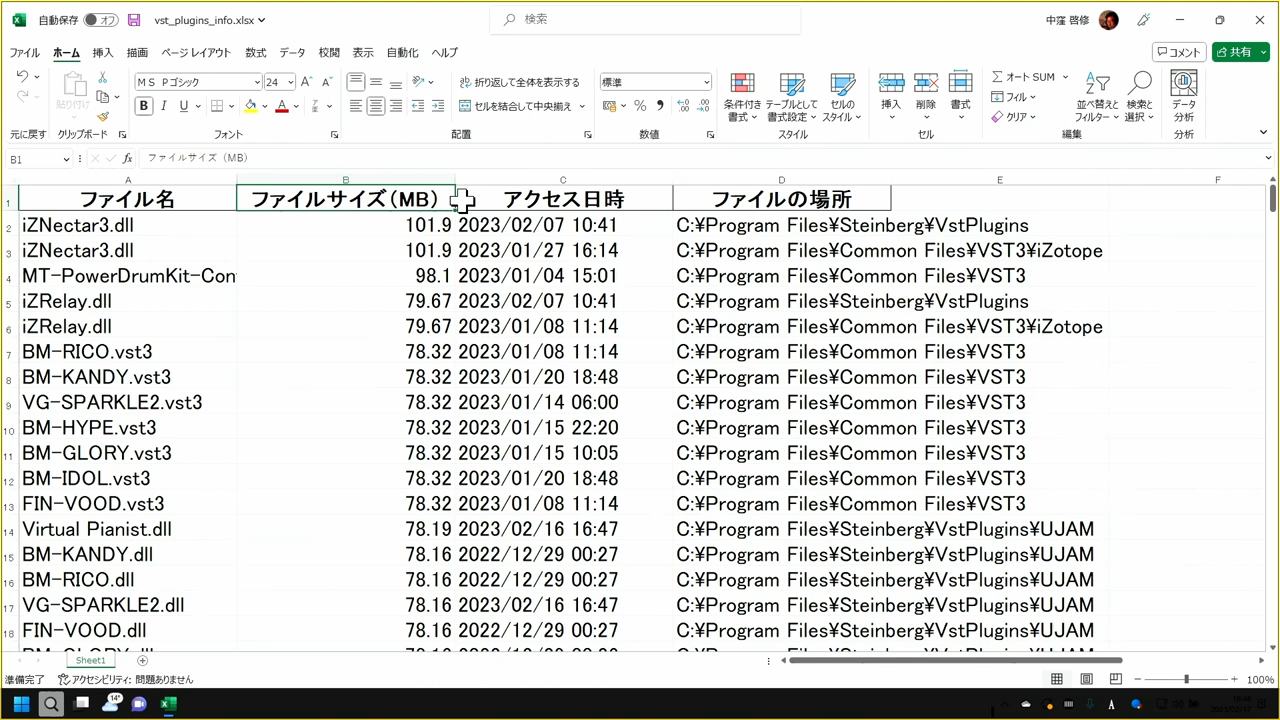 自動保存 オフ vst_plugins_info.xlsx 検索 中窪 啓修
ファイル ホーム 挿入 描画 ページ レイアウト 数式 データ 校閲 表示 自動化 ヘルプ コメント 共有
貼り付け MS Pゴシック 24 折り返して全体を表示する 標準 条件付き書式 テーブルとして書式設定 セルのスタイル 挿入 削除 書式 オート SUM 並べ替えとフィルター 検索と選択 データ分析
B I U セルを結合して中央揃え フィル
クリア
元に戻す クリップボード フォント 配置 数値 スタイル セル 編集 分析
B1 fx ファイルサイズ（MB）
A B C D E F
1 ファイル名 ファイルサイズ（MB） アクセス日時 ファイルの場所
2 iZNectar3.dll 101.9 2023/02/07 10:41 C:¥Program Files¥Steinberg¥VstPlugins
3 iZNectar3.dll 101.9 2023/01/27 16:14 C:¥Program Files¥Common Files¥VST3¥iZotope
4 MT-PowerDrumKit-Con 98.1 2023/01/04 15:01 C:¥Program Files¥Common Files¥VST3
5 iZRelay.dll 79.67 2023/02/07 10:41 C:¥Program Files¥Steinberg¥VstPlugins
6 iZRelay.dll 79.67 2023/01/08 11:14 C:¥Program Files¥Common Files¥VST3¥iZotope
7 BM-RICO.vst3 78.32 2023/01/08 11:14 C:¥Program Files¥Common Files¥VST3
8 BM-KANDY.vst3 78.32 2023/01/20 18:48 C:¥Program Files¥Common Files¥VST3
9 VG-SPARKLE2.vst3 78.32 2023/01/14 06:00 C:¥Program Files¥Common Files¥VST3
10 BM-HYPE.vst3 78.32 2023/01/15 22:20 C:¥Program Files¥Common Files¥VST3
11 BM-GLORY.vst3 78.32 2023/01/15 10:05 C:¥Program Files¥Common Files¥VST3
12 BM-IDOL.vst3 78.32 2023/01/20 18:48 C:¥Program Files¥Common Files¥VST3
13 FIN-VOOD.vst3 78.32 2023/01/08 11:14 C:¥Program Files¥Common Files¥VST3
14 Virtual Pianist.dll 78.19 2023/02/16 16:47 C:¥Program Files¥Steinberg¥VstPlugins¥UJAM
15 BM-KANDY.dll 78.16 2022/12/29 00:27 C:¥Program Files¥Steinberg¥VstPlugins¥UJAM
16 BM-RICO.dll 78.16 2022/12/29 00:27 C:¥Program Files¥Steinberg¥VstPlugins¥UJAM
17 VG-SPARKLE2.dll 78.16 2023/02/16 16:47 C:¥Program Files¥Steinberg¥VstPlugins¥UJAM
18 FIN-VOOD.dll 78.16 2022/12/29 00:27 C:¥Program Files¥Steinberg¥VstPlugins¥UJAM
Sheet1
準備完了 アクセシビリティ: 問題ありません 100%
14° A